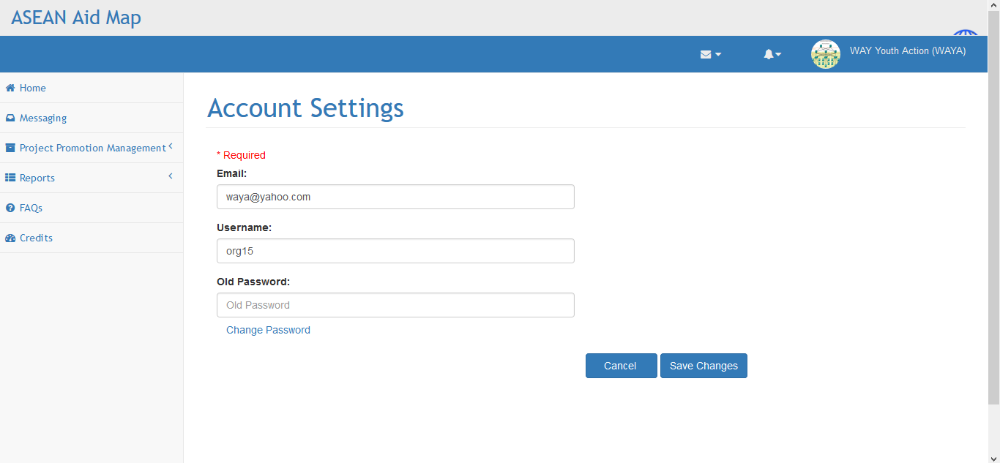 ASEAN Aid Map
WAY Youth Action (WAYA)
Home
Messaging
Project Promotion Management
Reports
FAQs
Credits
Account Settings
* Required
Email:
waya@yahoo.com
Username:
org15
Old Password:
Old Password
Change Password
Cancel
Save Changes